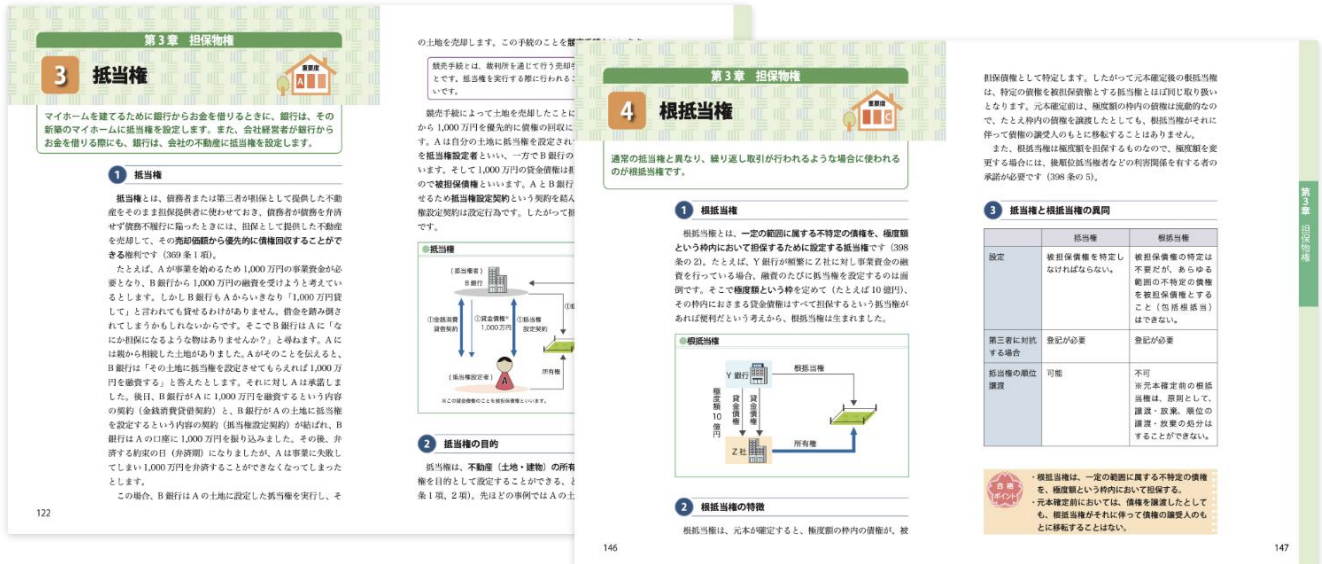 第3章 担保物権
3 抵当権
重要度
A
マイホームを建てるために銀行からお金を借りるときに、銀行は、その
新築のマイホームに抵当権を設定します。また、会社経営者が銀行から
お金を借りる際にも、銀行は、会社の不動産に抵当権を設定します。
1 抵当権
抵当権とは、債務者または第三者が担保として提供した不動
産をそのまま担保提供者に使わせておき、債務者が債務を弁済
せず債務不履行に陥ったときには、担保として提供した不動産
を売却して、その売却価額から優先的に債権回収することがで
きる権利です（369条1項）。
たとえば、Aが事業を始めるため1,000万円の事業資金が必
要となり、B銀行から1,000万円の融資を受けようと考えてい
るとします。しかしB銀行もAからいきなり「1,000万円貸
して」と言われても貸せるわけがありません。借金を踏み倒さ
れてしまうかもしれないからです。そこでB銀行はAに「な
にか担保になるような物はありませんか？」と尋ねます。Aに
は親から相続した土地がありました。Aがそのことを伝えると、
B銀行は「その土地に抵当権を設定させてもらえれば1,000万
円を融資する」と答えたとします。それに対しAは承諾しま
した。後日、B銀行がAに1,000万円を融資するという内容
の契約（金銭消費貸借契約）と、B銀行がAの土地に抵当権
を設定するという内容の契約（抵当権設定契約）が結ばれ、B
銀行はAの口座に1,000万円を振り込みました。その後、弁
済する約束の日（弁済期）になりましたが、Aは事業に失敗し
てしまい1,000万円を弁済することができなくなってしまった
とします。
この場合、B銀行はAの土地に設定した抵当権を実行し、そ
122
の土地を売却します。この手続のことを
競売手続とは、裁判所を通じて行う売却手
とです。抵当権を実行する際に行われるこ
いです。
競売手続によって土地を売却したことに
から1,000万円を優先的に債権の回収に
す。Aは自分の土地に抵当権を設定され
を抵当権設定者といい、一方でB銀行の
います。そして1,000万円の貸金債権は担
ので被担保債権といいます。AとB銀行
せるため抵当権設定契約という契約を結ん
権設定契約は設定行為です。したがって抵
です。
●抵当権
（抵当権者）
B銀行
①金銭消費
貸借契約
①貸金債権※
1,000万円
①抵当権
設定契約
所有権
（抵当権設定者）
A
※この貸金債権のことを被担保債権といいます。
2 抵当権の目的
抵当権は、不動産（土地・建物）の所有
権を目的として設定することができる、と
条1項、2項）。先ほどの事例ではAの土
第3章 担保物権
4 根抵当権
重要度
C
通常の抵当権と異なり、繰り返し取引が行われるような場合に使われる
のが根抵当権です。
1 根抵当権
根抵当権とは、一定の範囲に属する不特定の債権を、極度額
という枠内において担保するために設定する抵当権です（398
条の2）。たとえば、Y銀行が頻繁にZ社に対し事業資金の融
資を行っている場合、融資のたびに抵当権を設定するのは面
倒です。そこで極度額という枠を定めて（たとえば10億円）、
その枠内におさまる貸金債権はすべて担保するという抵当権が
あれば便利だという考えから、根抵当権は生まれました。
●根抵当権
Y銀行
根抵当権
極度額10億円
貸金債権
貸金債権
Z社
所有権
2 根抵当権の特徴
根抵当権は、元本が確定すると、極度額の枠内の債権が、被
146
担保債権として特定します。したがって元本確定後の根抵当権
は、特定の債権を被担保債権とする抵当権とほぼ同じ取り扱い
となります。元本確定前は、極度額の枠内の債権は流動的なの
で、たとえ枠内の債権を譲渡したとしても、根抵当権がそれに
伴って債権の譲受人のもとに移転することはありません。
また、根抵当権は極度額を担保するものなので、極度額を変
更する場合には、後順位抵当権者などの利害関係を有する者の
承諾が必要です（398条の5）。
3 抵当権と根抵当権の異同
抵当権 根抵当権
設定
被担保債権を特定し
なければならない。
被担保債権の特定は
不要だが、あらゆる
範囲の不特定の債権
を被担保債権とする
こと（包括根抵当）
はできない。
第三者に対抗
する場合
登記が必要
登記が必要
抵当権の順位
譲渡
可能
不可
※元本確定前の根抵
当権は、原則として、
譲渡・放棄、順位の
譲渡・放棄の処分は
することができない。
合格
ポイント
・根抵当権は、一定の範囲に属する不特定の債権
を、極度額という枠内において担保する。
・元本確定前においては、債権を譲渡したとして
も、根抵当権がそれに伴って債権の譲受人のも
とに移転することはない。
第3章 担保物権
147